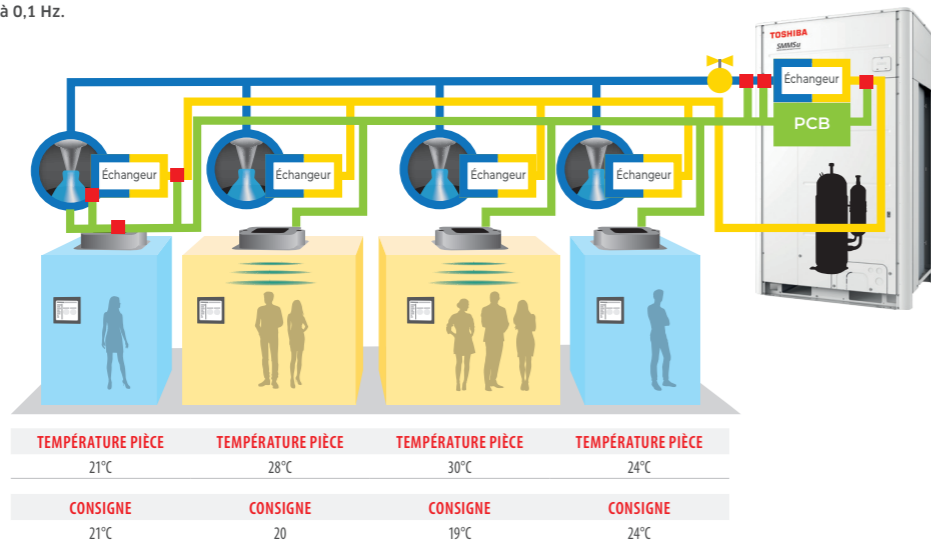 à 0,1 Hz.
TOSHIBA
SMMSu
Échangeur
PCB
Échangeur
Échangeur
Échangeur
Échangeur
TEMPÉRATURE PIÈCE TEMPÉRATURE PIÈCE TEMPÉRATURE PIÈCE TEMPÉRATURE PIÈCE
21°C 28°C 30°C 24°C
CONSIGNE CONSIGNE CONSIGNE CONSIGNE
21°C 20 19°C 24°C